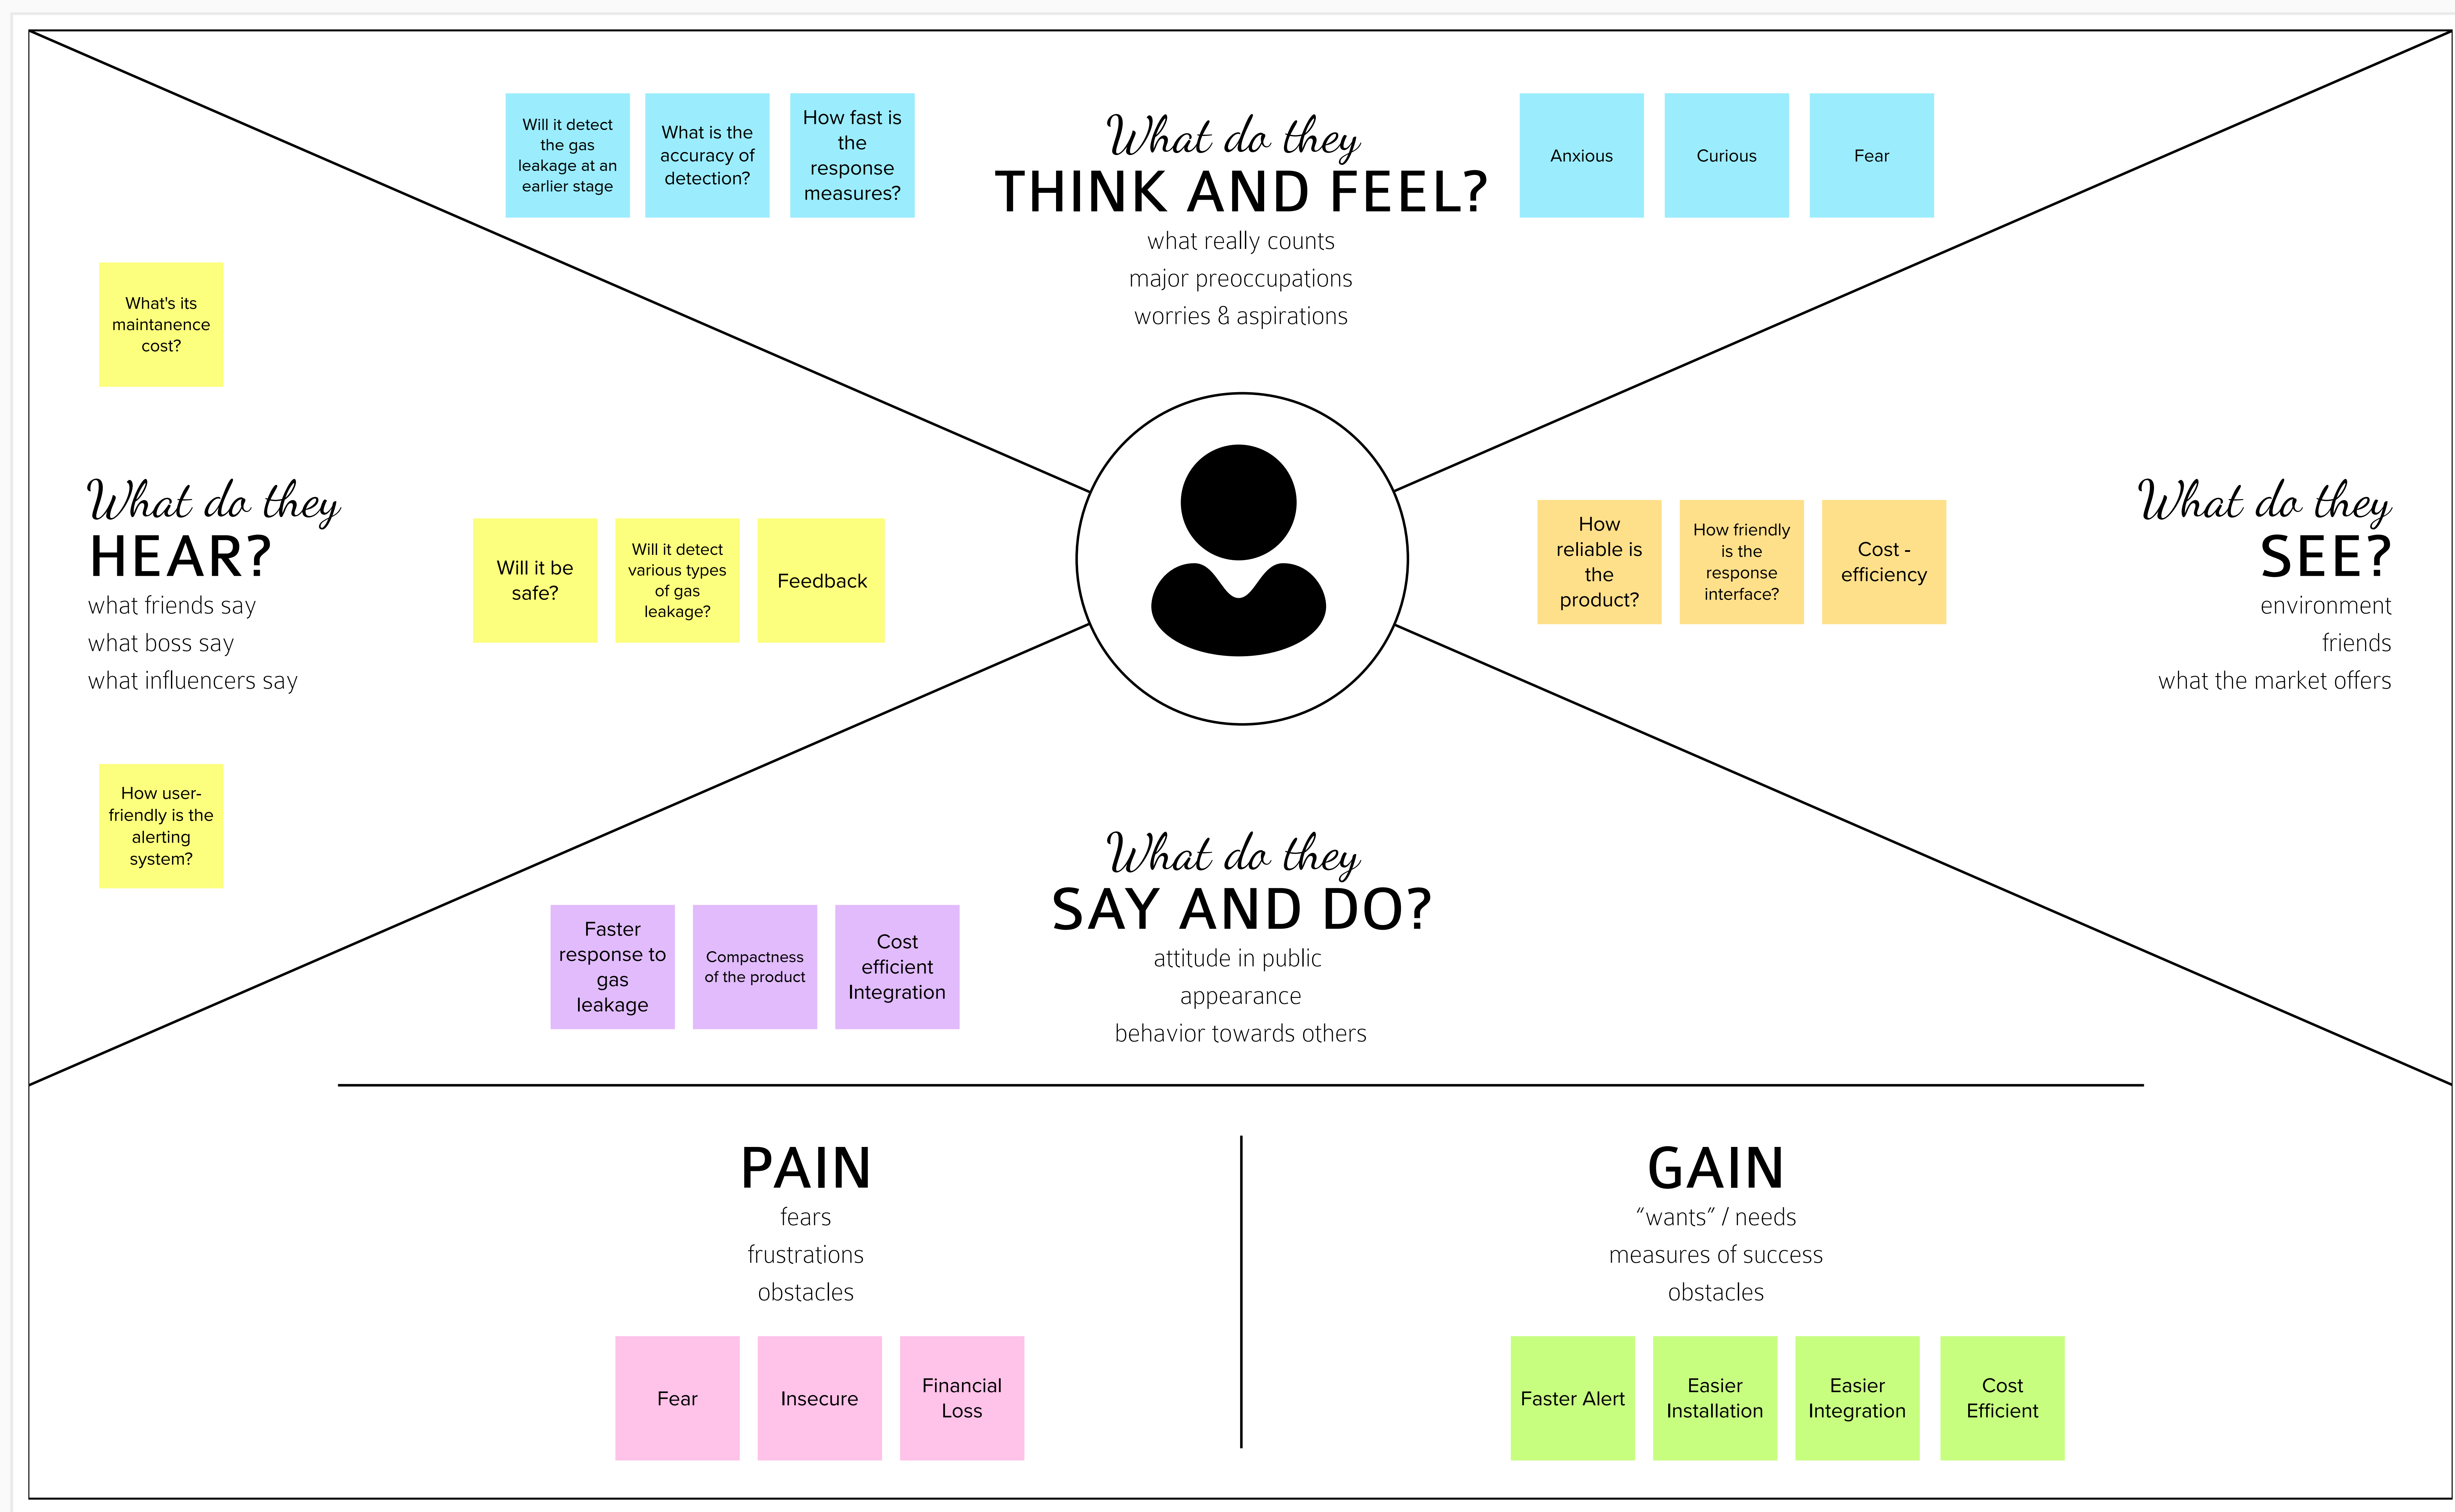 Will it detect
the gas
leakage at an
earlier stage
What is the
accuracy of
detection?
How fast is
the
response
measures?
What do they
THINK AND FEEL?
what really counts
major preoccupations
worries & aspirations
Anxious
Curious
Fear
What's its
maintanence
cost?
What do they
HEAR?
what friends say
what boss say
what influencers say
Will it be
safe?
Will it detect
various types
of gas
leakage?
Feedback
How user-
friendly is the
alerting
system?
How
reliable is
the
product?
How friendly
is the
response
interface?
Cost -
efficiency
What do they
SEE?
environment
friends
what the market offers
What do they
SAY AND DO?
attitude in public
appearance
behavior towards others
Faster
response to
gas
leakage
Compactness
of the product
Cost
efficient
Integration
PAIN
fears
frustrations
obstacles
Fear
Insecure
Financial
Loss
GAIN
“wants” / needs
measures of success
obstacles
Faster Alert
Easier
Installation
Easier
Integration
Cost
Efficient